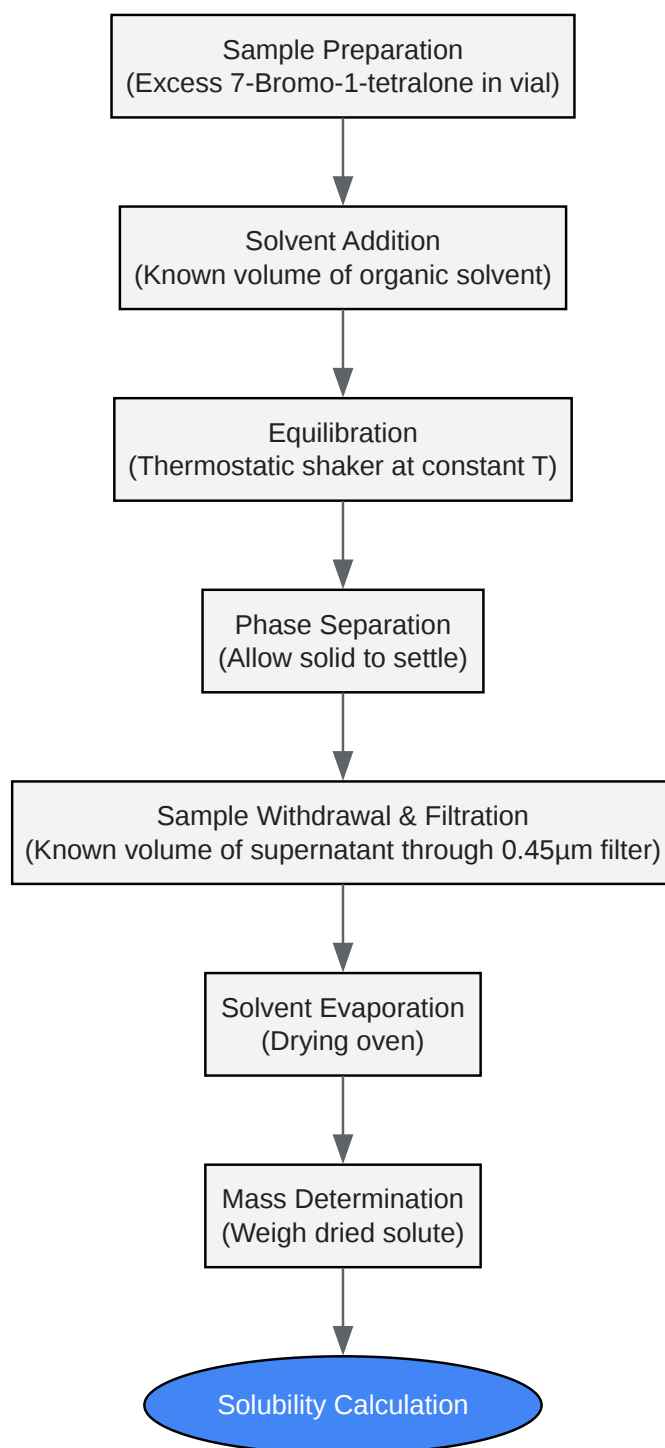 Sample Preparation
(Excess 7-Bromo-1-tetralone in vial)
Solvent Addition
(Known volume of organic solvent)
Equilibration
(Thermostatic shaker at constant T)
Phase Separation
(Allow solid to settle)
Sample Withdrawal & Filtration
(Known volume of supernatant through 0.45µm filter)
Solvent Evaporation
(Drying oven)
Mass Determination
(Weigh dried solute)
Solubility Calculation